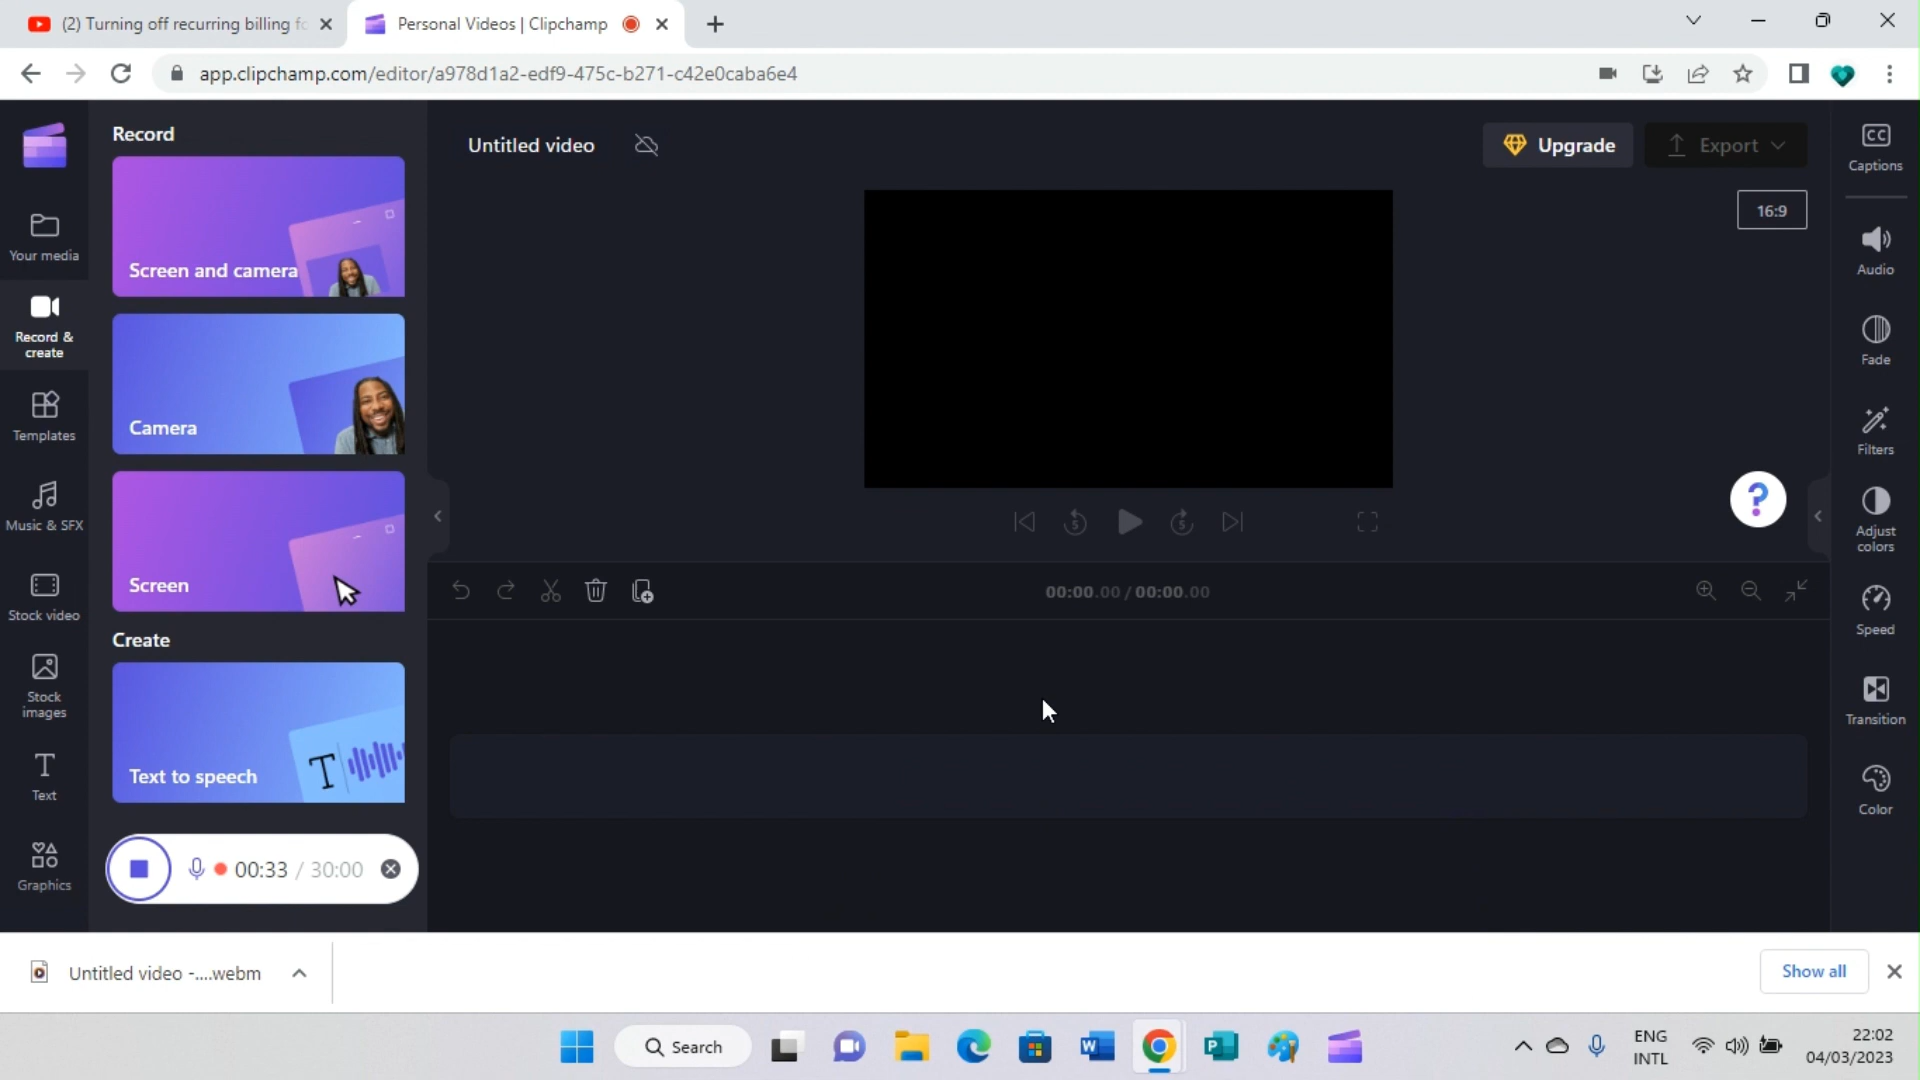 (2) Turning off recurring billing fo
Personal Videos | Clipchamp
app.clipchamp.com/editor/a978d1a2-edf9-475c-b271-c42e0caba6e4
Record
Screen and camera
Camera
Screen
Create
Text to speech
T
00:33 / 30:00
Your media
Record &
create
Templates
Music & SFX
Stock video
Stock
images
Text
Graphics
Untitled video
Upgrade
Export
16:9
5
5
?
00:00.00 / 00:00.00
CC
Captions
Audio
Fade
Filters
Adjust
colors
Speed
Transition
Color
Untitled video -....webm
Show all
Search
W
P
ENG
INTL
22:02
04/03/2023